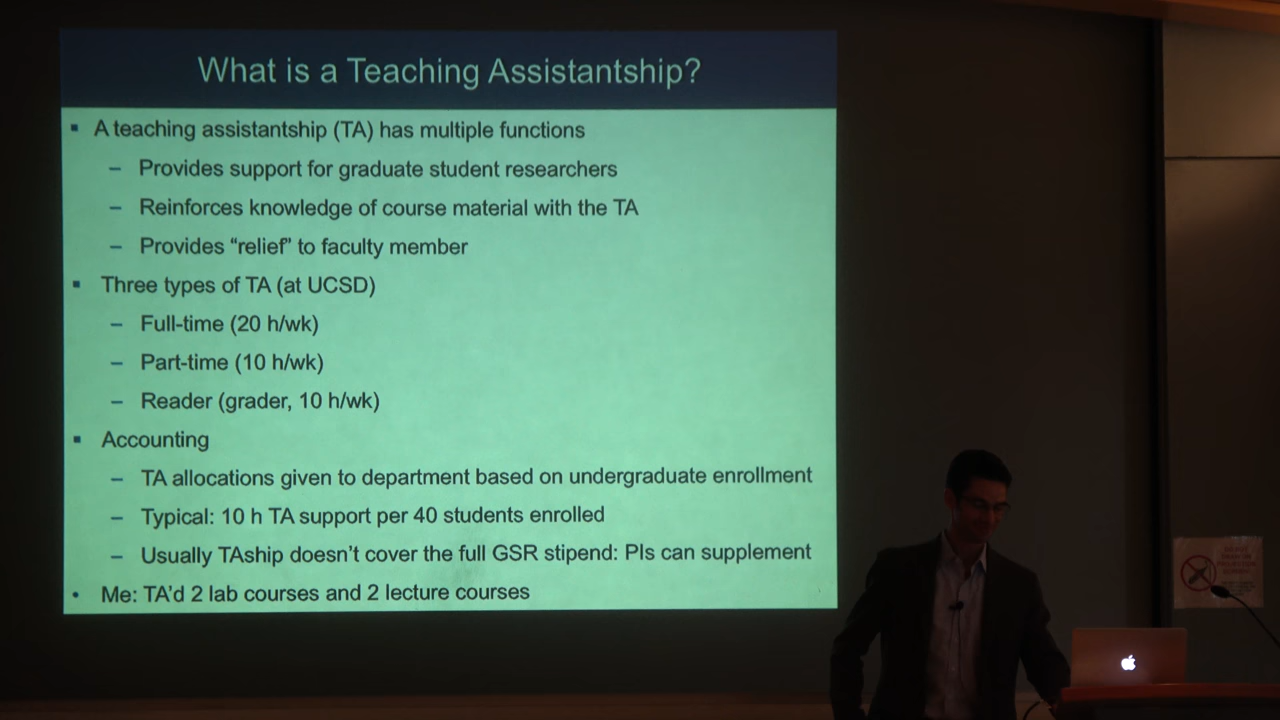 What is a Teaching Assistantship?
▪ A teaching assistantship (TA) has multiple functions
– Provides support for graduate student researchers
– Reinforces knowledge of course material with the TA
– Provides “relief” to faculty member
▪ Three types of TA (at UCSD)
– Full-time (20 h/wk)
– Part-time (10 h/wk)
– Reader (grader, 10 h/wk)
▪ Accounting
– TA allocations given to department based on undergraduate enrollment
– Typical: 10 h TA support per 40 students enrolled
– Usually TAship doesn’t cover the full GSR stipend: PIs can supplement
• Me: TA’d 2 lab courses and 2 lecture courses